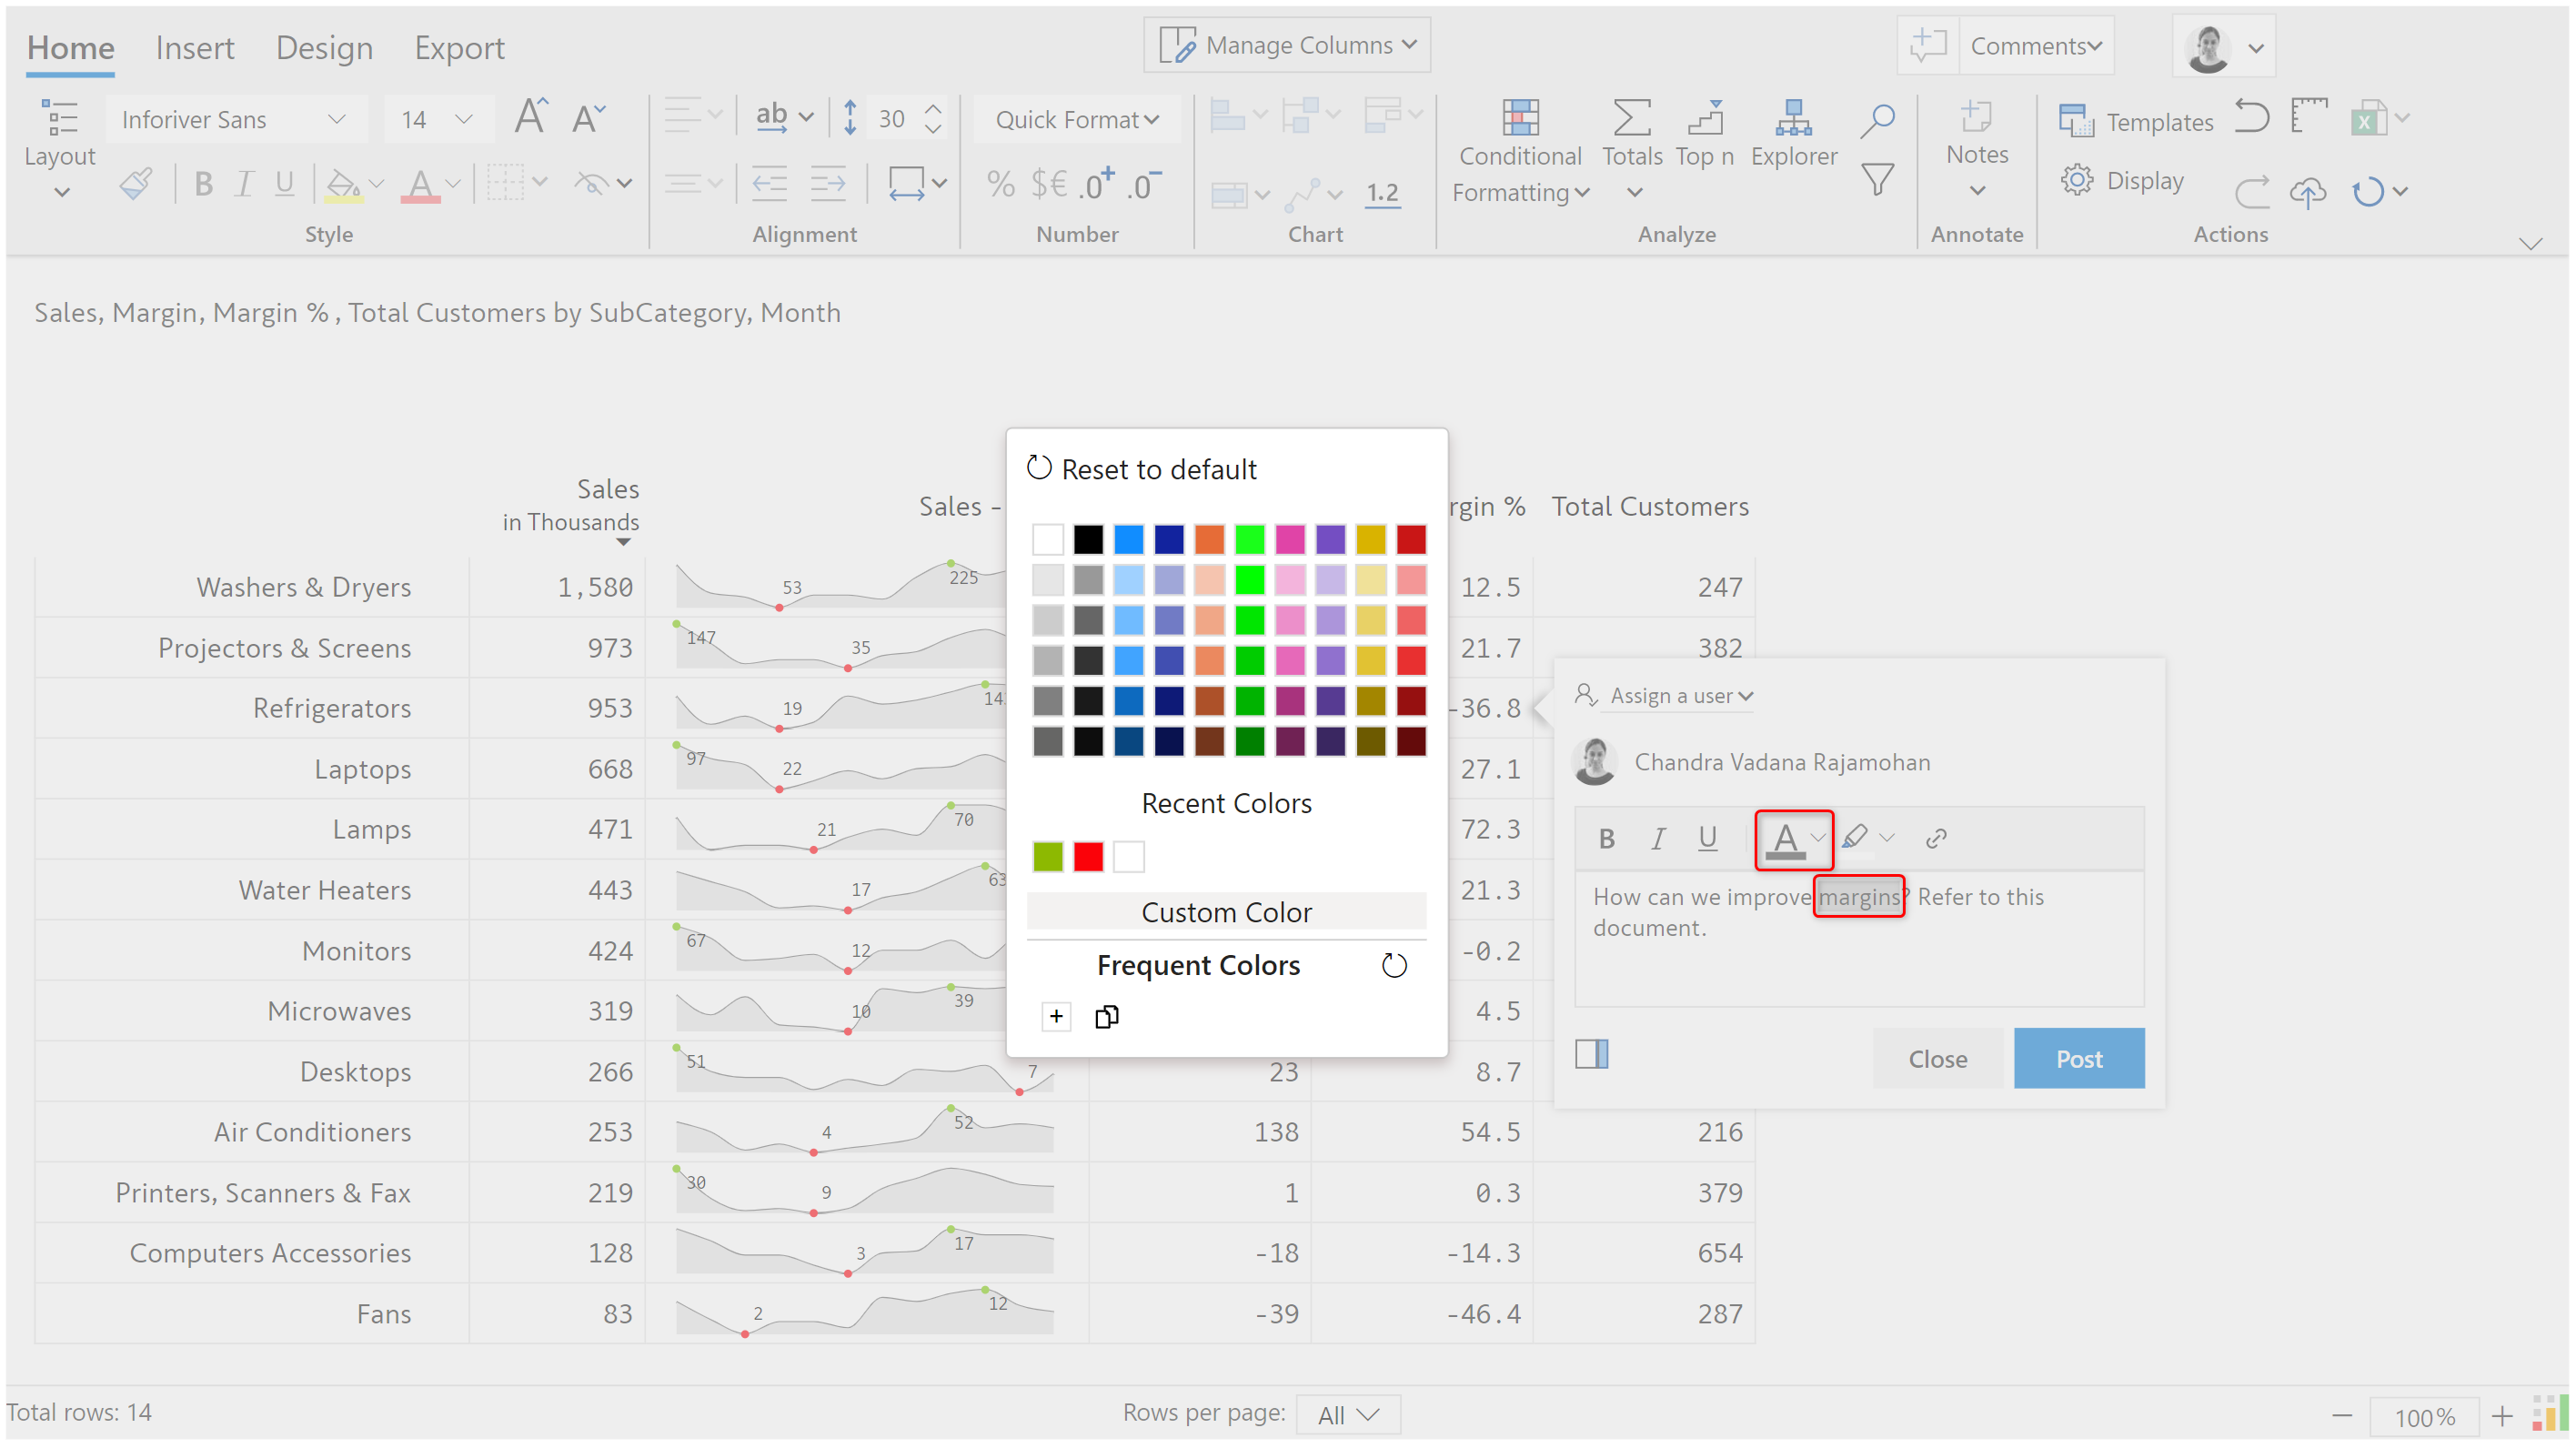 Home Insert Design Export
Manage Columns
Comments
Layout
Inforiver Sans
14
A A
B I U
A
Style
ab
30
Alignment
Quick Format
% $€ .0+ .0-
Number
1.2
Chart
Conditional
Formatting
Totals
Top n
Explorer
Analyze
Notes
Annotate
Templates
Display
X
Actions
Sales, Margin, Margin % , Total Customers by SubCategory, Month
Sales
in Thousands
Sales -
rgin %
Total Customers
Washers & Dryers 1,580 53 225 12.5 247
Projectors & Screens 973 147 35 21.7 382
Refrigerators 953 19 14 -36.8
Laptops 668 97 22 27.1
Lamps 471 21 70 72.3
Water Heaters 443 17 63 21.3
Monitors 424 67 12 -0.2
Microwaves 319 10 39 4.5
Desktops 266 51 7 23 8.7
Air Conditioners 253 4 52 138 54.5 216
Printers, Scanners & Fax 219 30 9 1 0.3 379
Computers Accessories 128 3 17 -18 -14.3 654
Fans 83 2 12 -39 -46.4 287
Reset to default
Recent Colors
Custom Color
Frequent Colors
+
Assign a user
Chandra Vadana Rajamohan
B I U A
How can we improve margins? Refer to this
document.
Close
Post
Total rows: 14
Rows per page: All
− 100% +